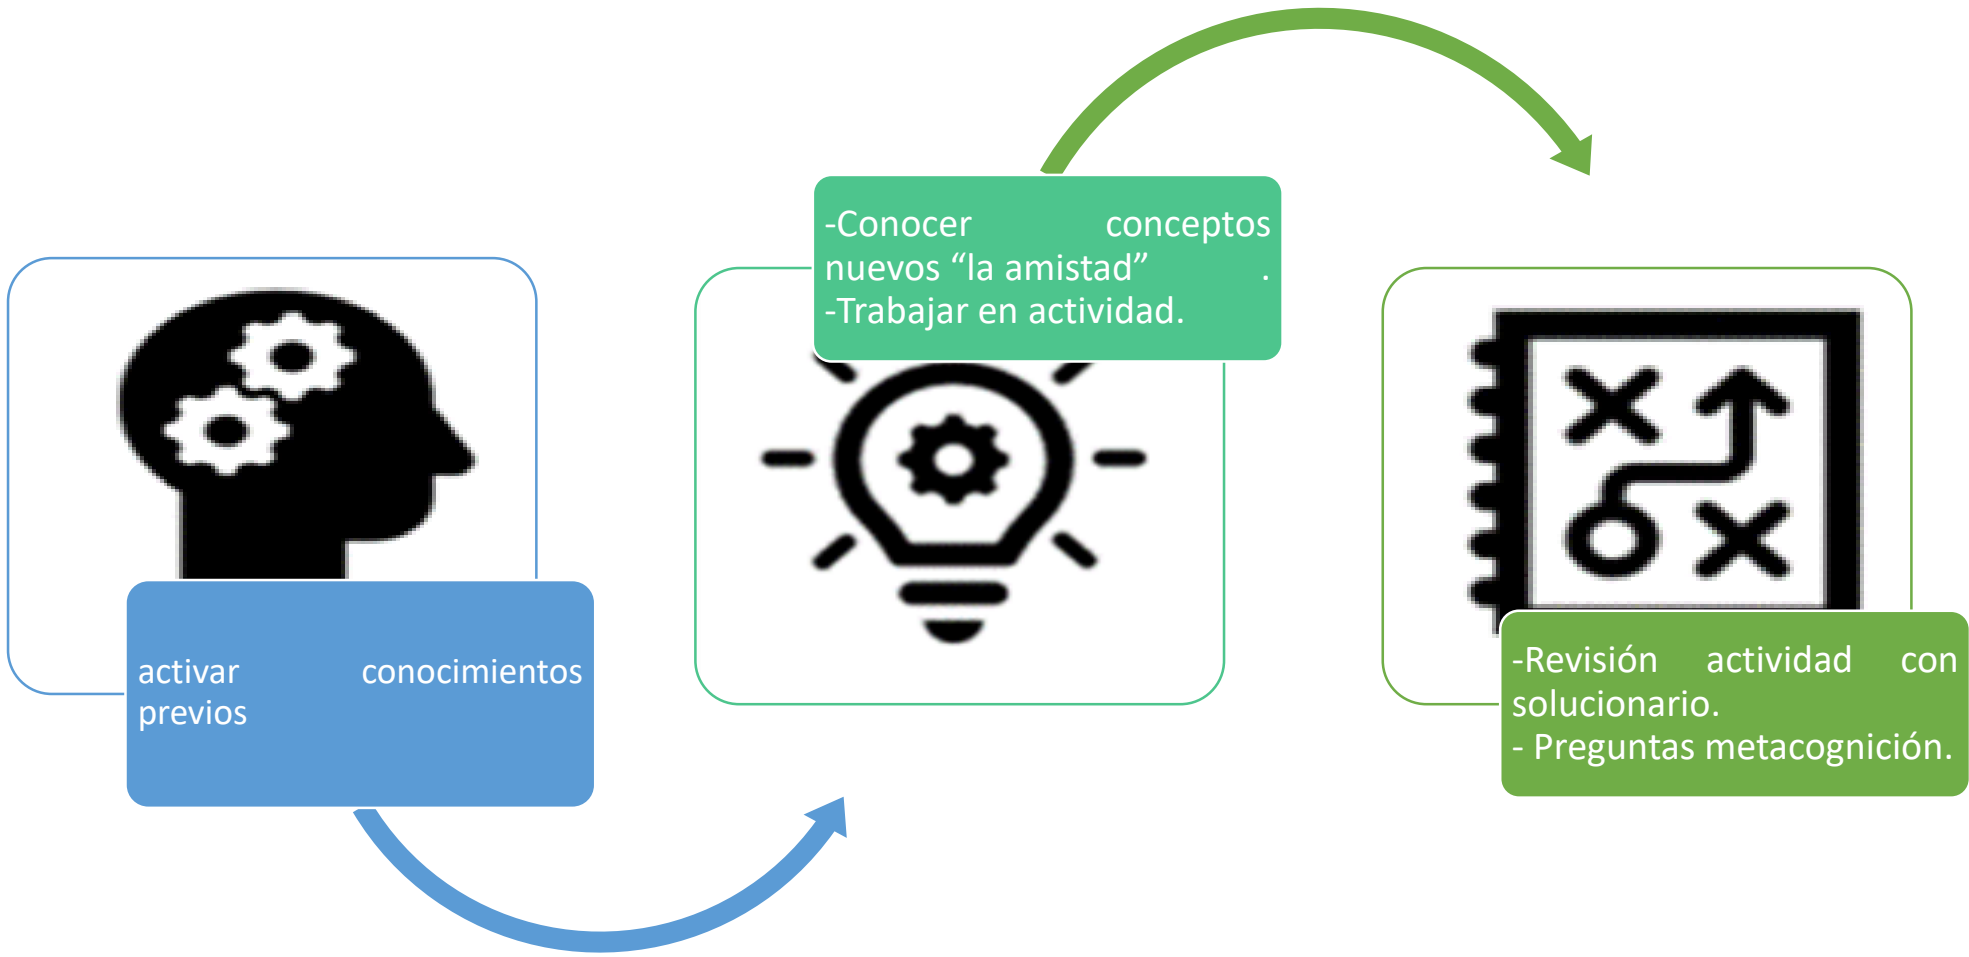 activar conocimientos
previos
-Conocer conceptos
nuevos “la amistad” .
-Trabajar en actividad.
-Revisión actividad con
solucionario.
- Preguntas metacognición.